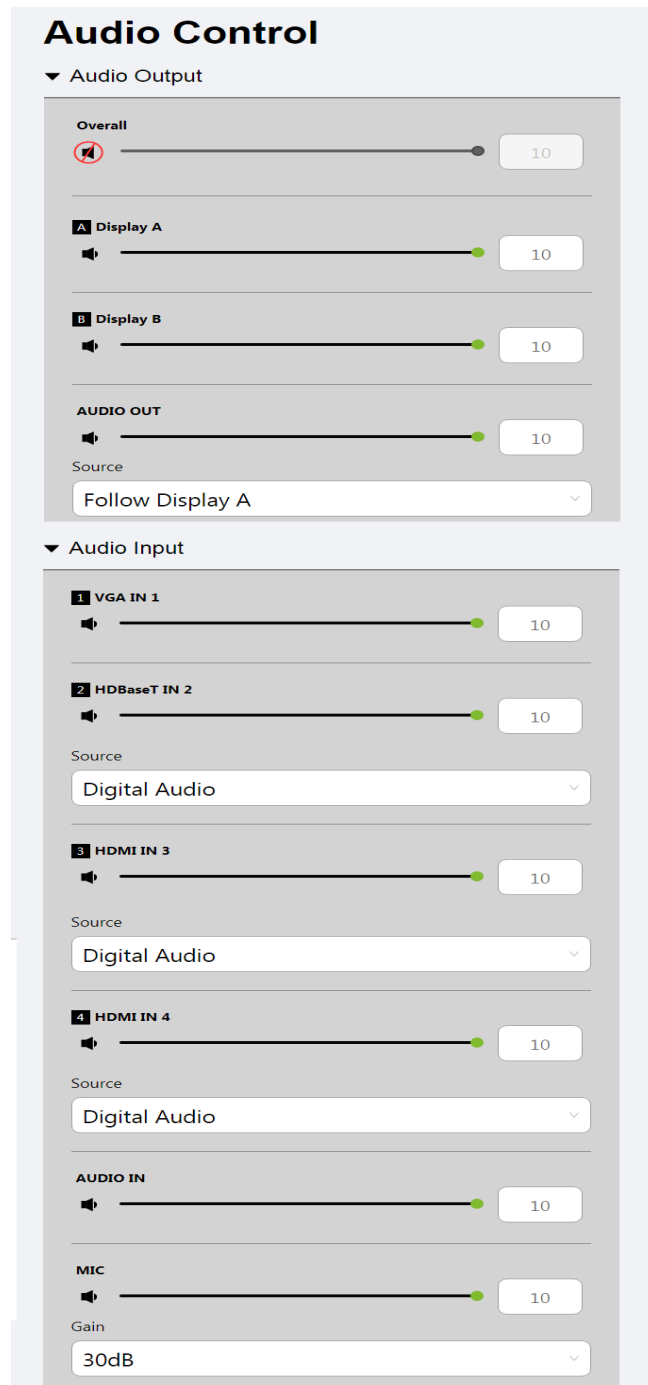 Audio Control
Audio Output
Overall
10
A Display A
10
B Display B
10
AUDIO OUT
10
Source
Follow Display A
Audio Input
1 VGA IN 1
10
2 HDBaseT IN 2
10
Source
Digital Audio
3 HDMI IN 3
10
Source
Digital Audio
4 HDMI IN 4
10
Source
Digital Audio
AUDIO IN
10
MIC
10
Gain
30dB